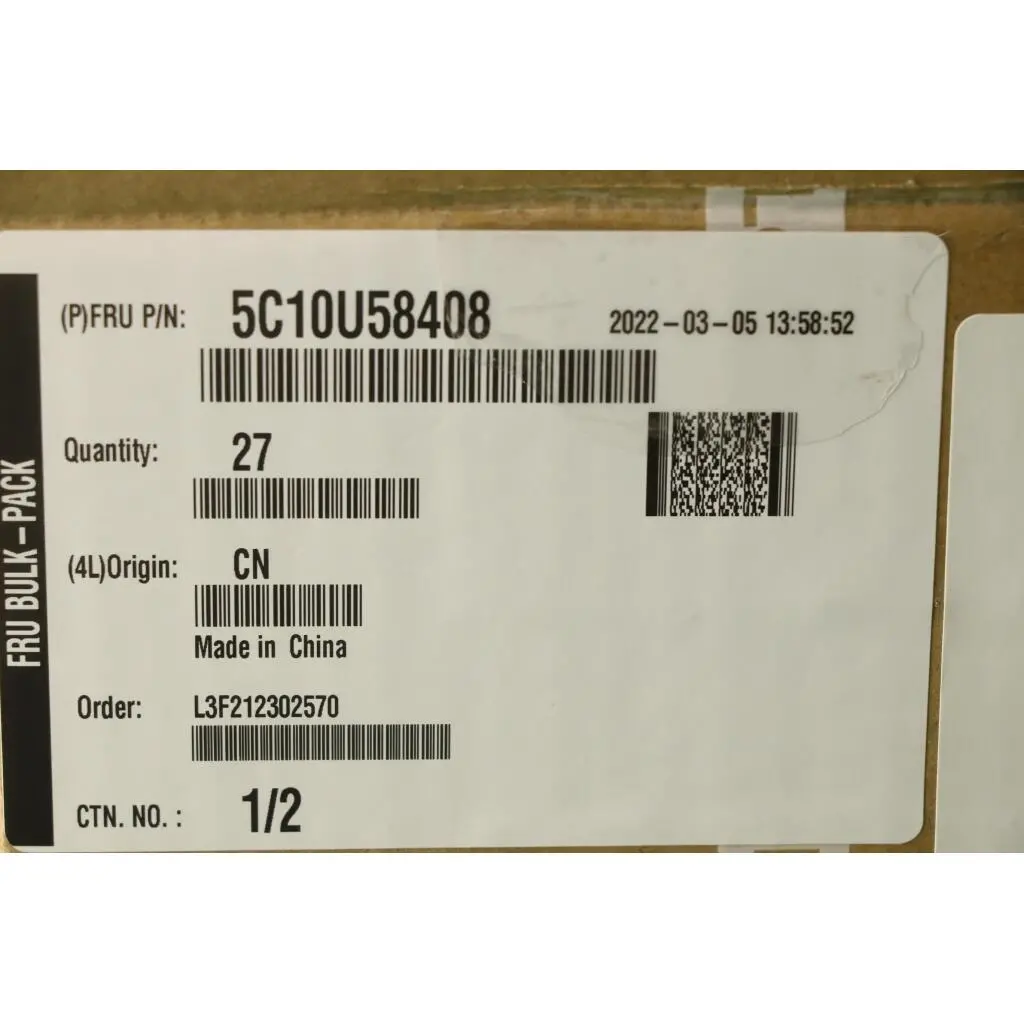 (P)FRU P/N: 5C10U58408 2022-03-05 13:58:52
Quantity: 27
(4L)Origin: CN
Made in China
Order: L3F212302570
CTN. NO. : 1/2
FRU BULK-PACK